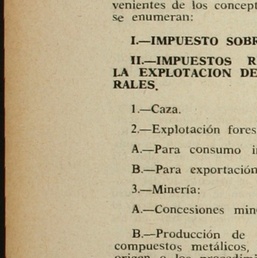 venientes de los concept
se enumeran:
I.—IMPUESTO SOBR
II.—IMPUESTOS R
LA EXPLOTACION DE
RALES.
1.—Caza.
2.—Explotación fores
A.—Para consumo i
B.—Para exportación
3.—Minería:
A.—Concesiones min
B.—Producción de
compuestos metálicos,